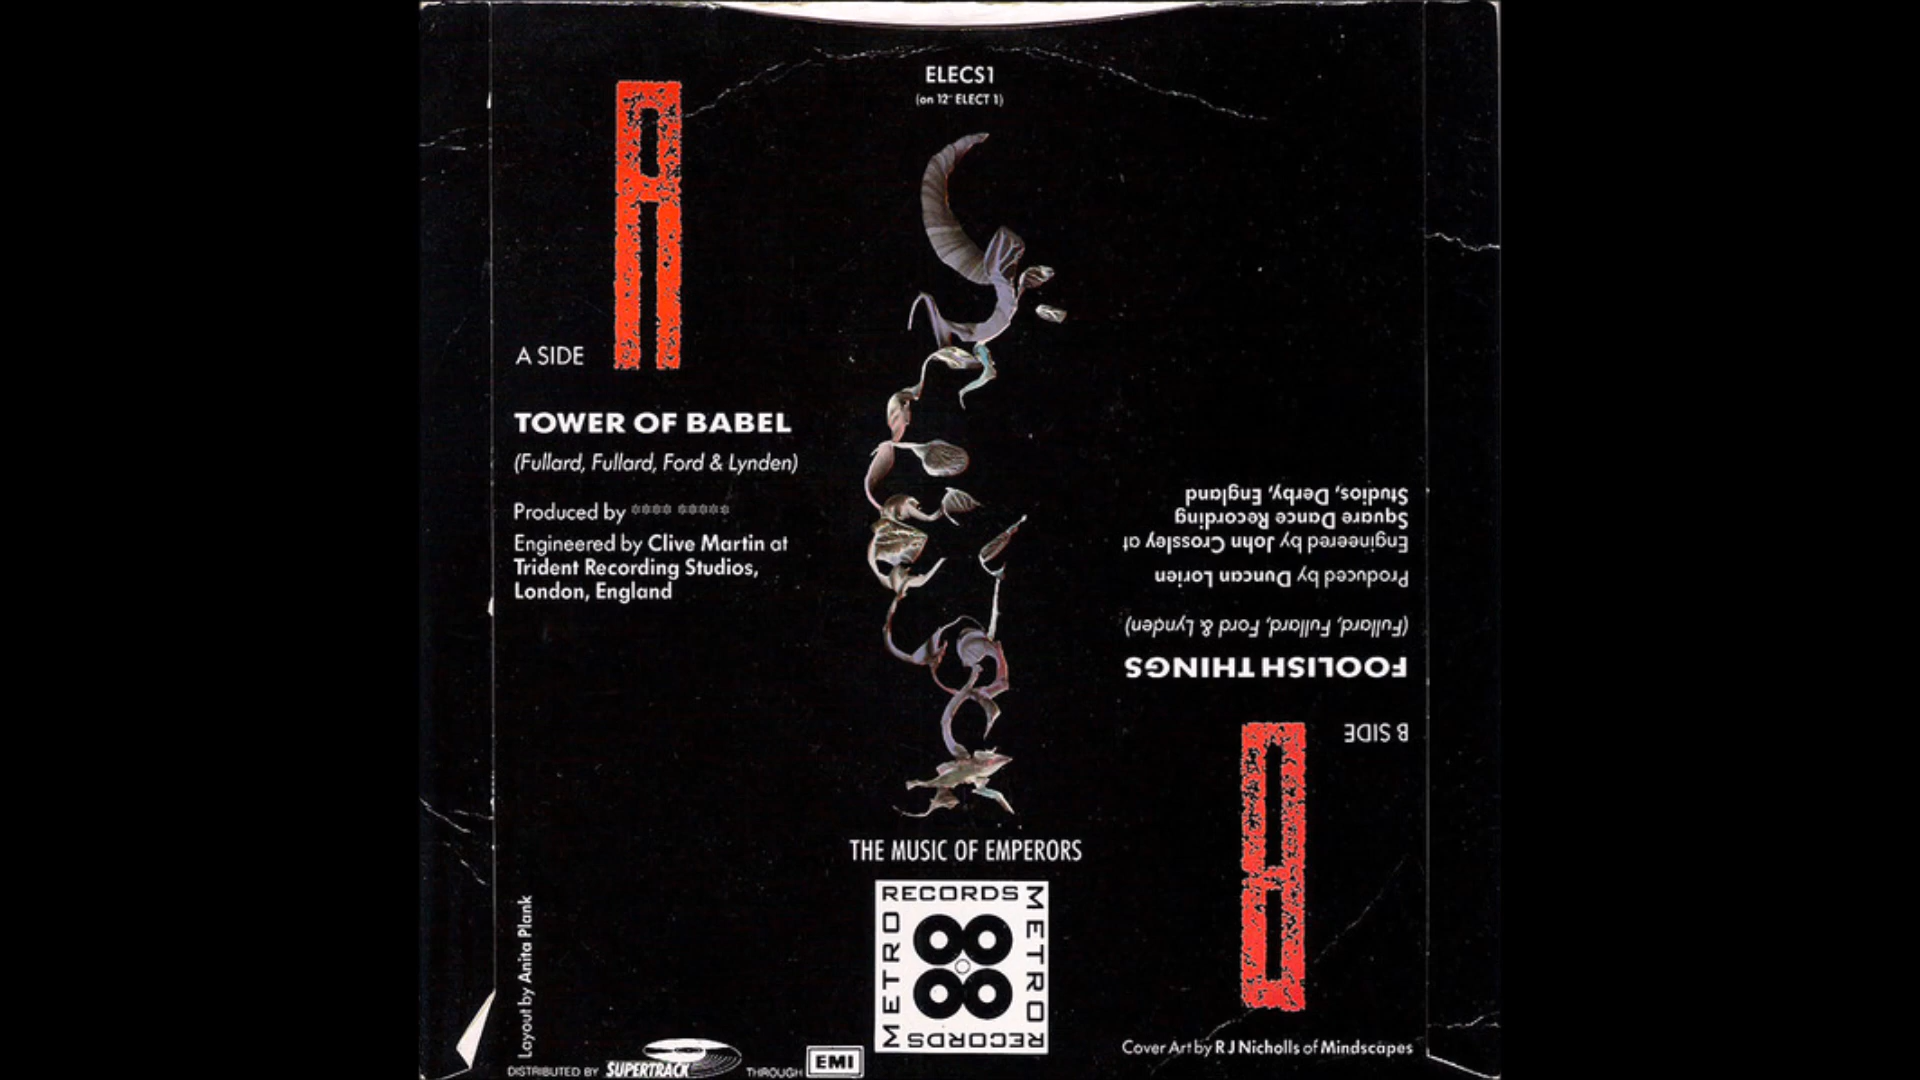 ELECS1
(on 12" ELECT 1)
A
A SIDE
TOWER OF BABEL
(Fullard, Fullard, Ford & Lynden)
Produced by **** *****
Engineered by Clive Martin at
Trident Recording Studios,
London, England
B
B SIDE
FOOLISH THINGS
(Fullard, Fullard, Ford & Lynden)
Produced by Duncan Lorien
Engineered by John Crossley at
Square Dance Recording
Studios, Derby, England
THE MUSIC OF EMPERORS
RECORDS
METRO
RECORDS
METRO
Layout by Anita Plank
DISTRIBUTED BY SUPERTRACK THROUGH EMI
Cover Art by R J Nicholls of Mindscapes